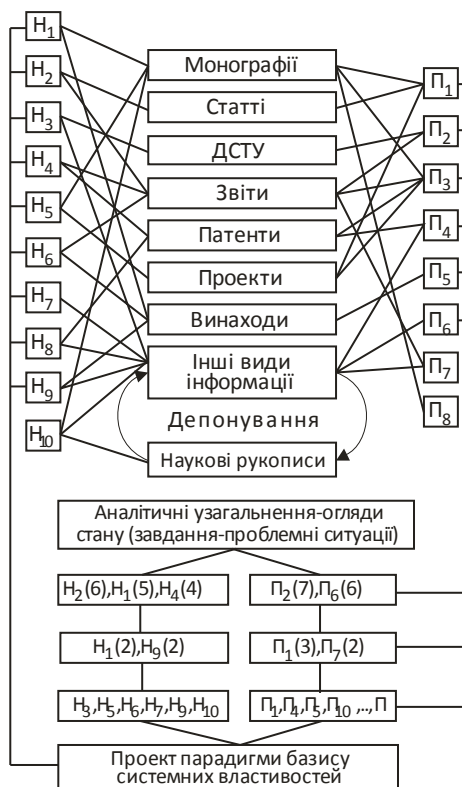 Н1
Н2
Н3
Н4
Н5
Н6
Н7
Н8
Н9
Н10
Монографії
Статті
ДСТУ
Звіти
Патенти
Проекти
Винаходи
Інші види
інформації
Депонування
Наукові рукописи
П1
П2
П3
П4
П5
П6
П7
П8
Аналітичні узагальнення-огляди
стану (завдання-проблемні ситуації)
Н2(6),Н1(5),Н4(4)
П2(7),П6(6)
Н1(2),Н9(2)
П1(3),П7(2)
Н3,Н5,Н6,Н7,Н9,Н10
П1,П4,П5,П10,..,П
Проект парадигми базису
системних властивостей